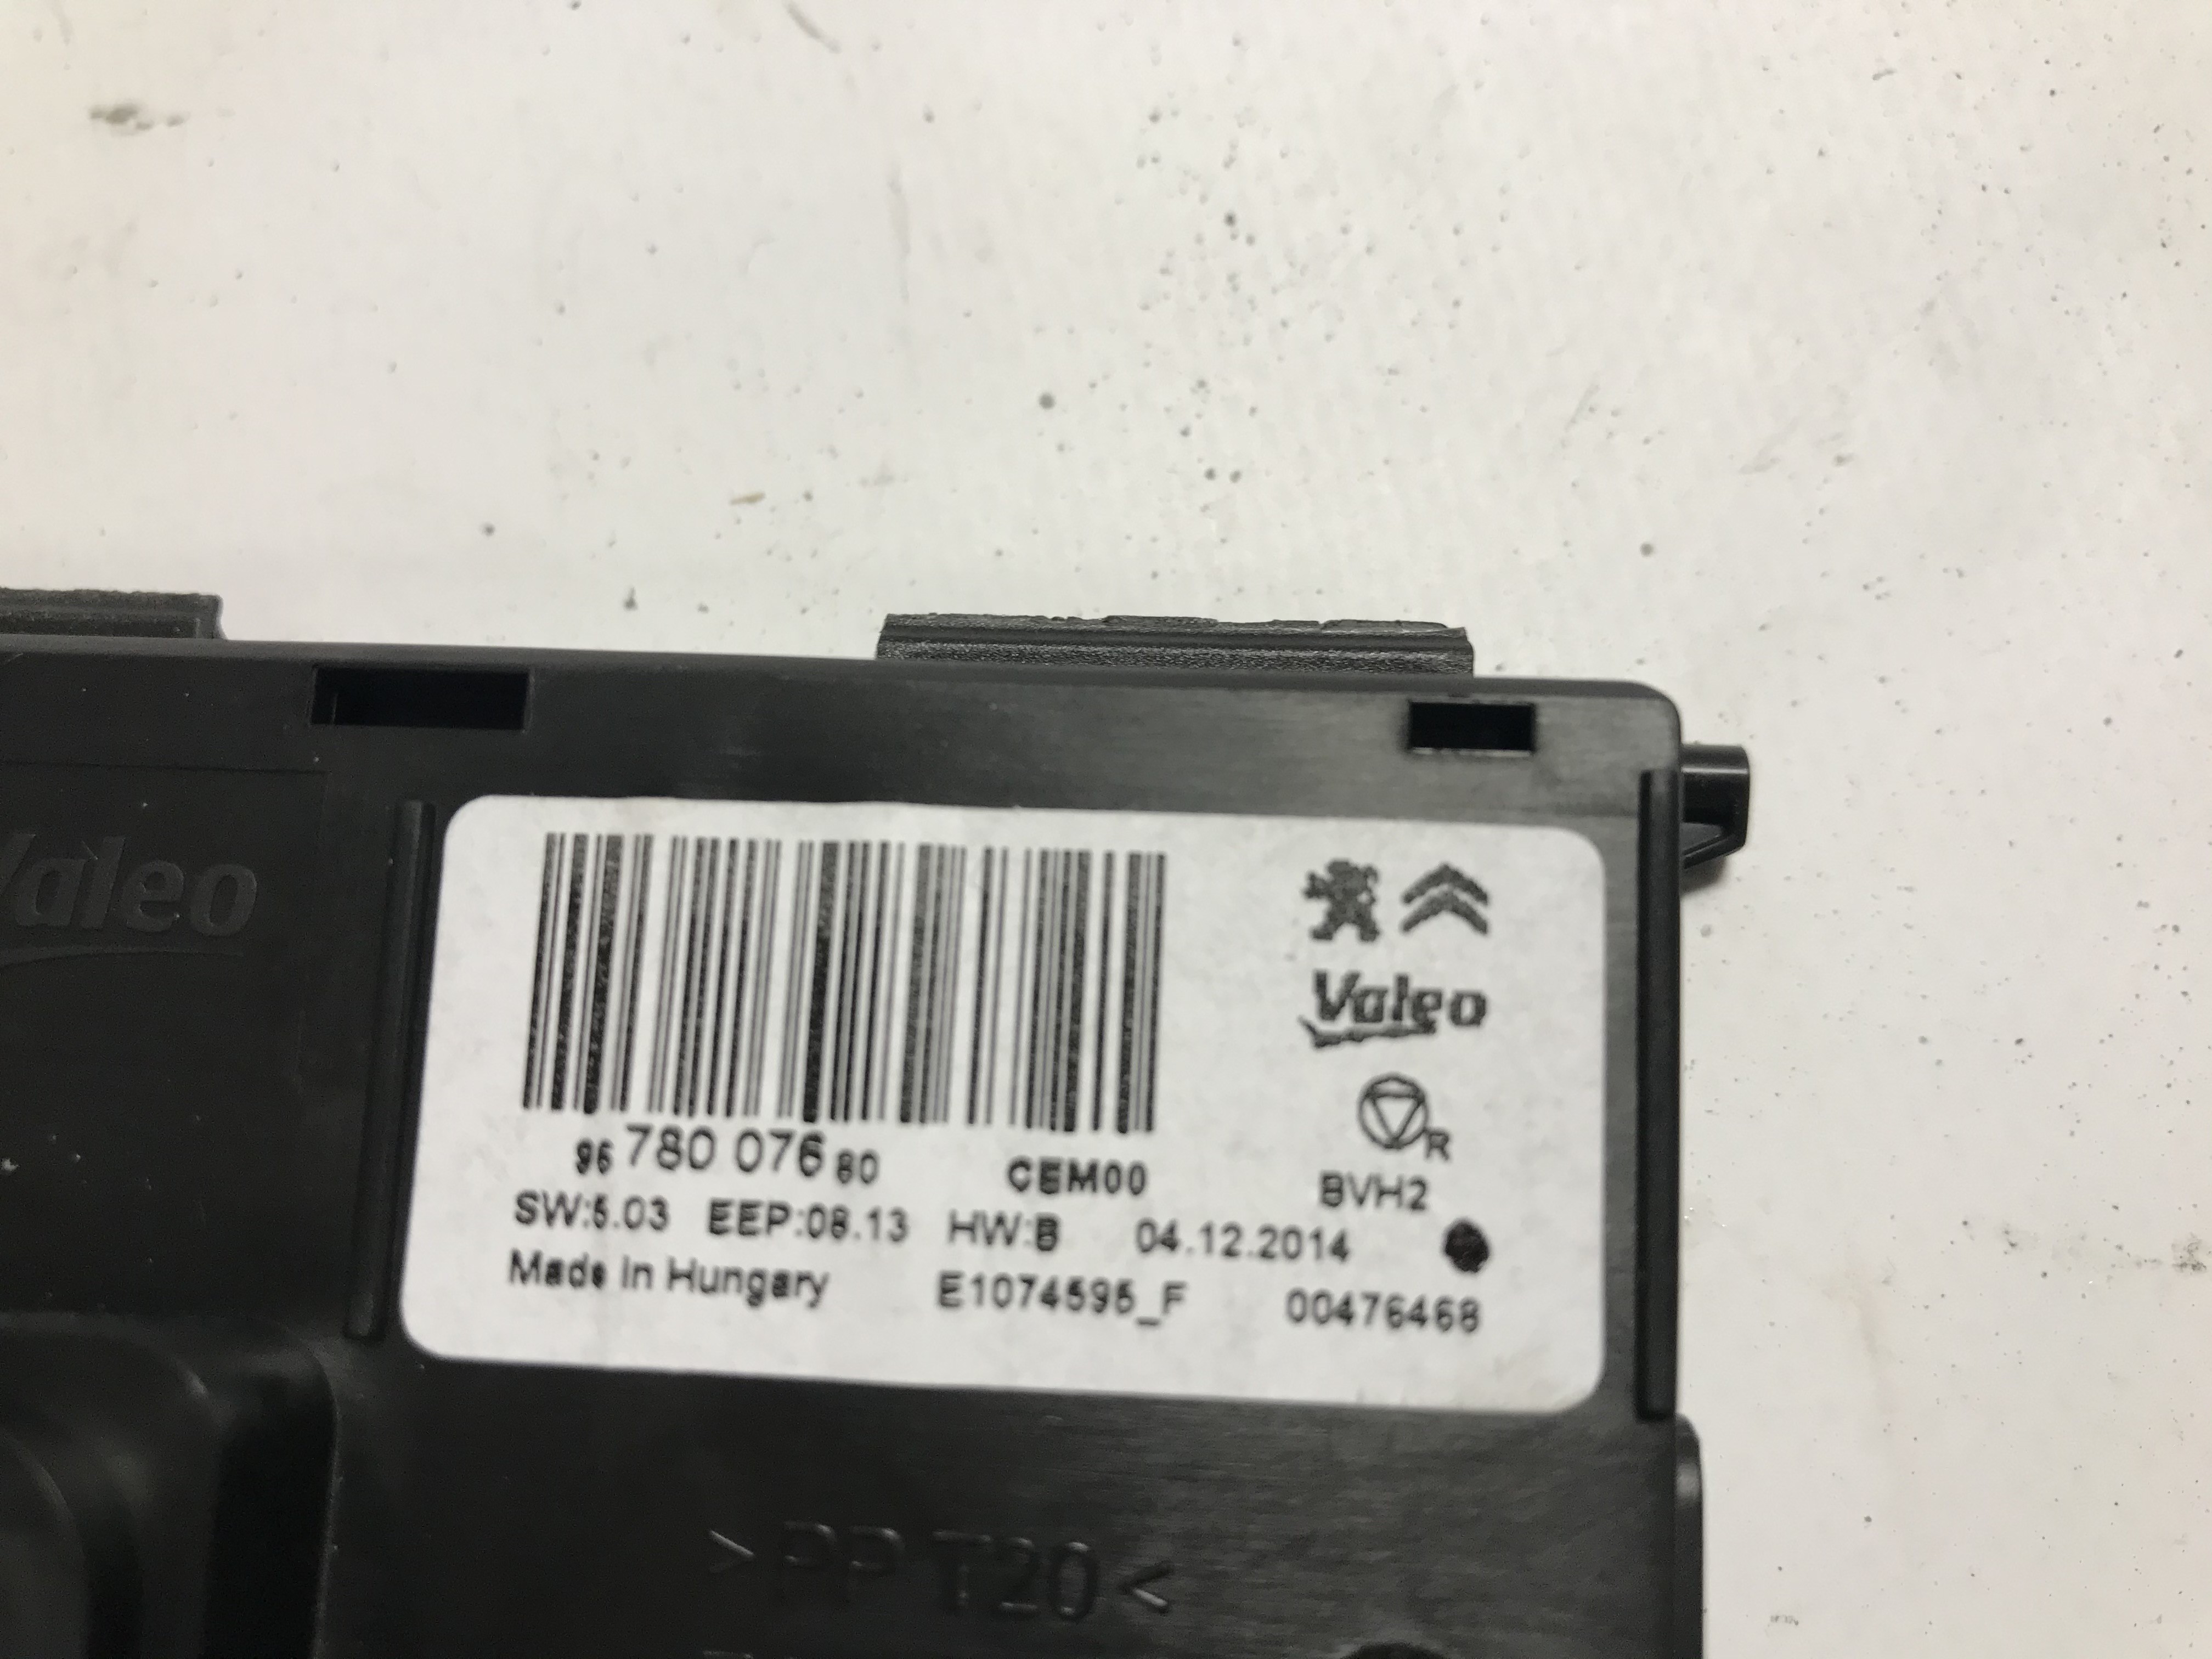 Valeo
Valeo
R
BVH2
96 780 076 80 CEM00
SW:5.03 EEP:08.13 HW:B 04.12.2014
Made in Hungary E1074595_F 00476468
>PP T20<